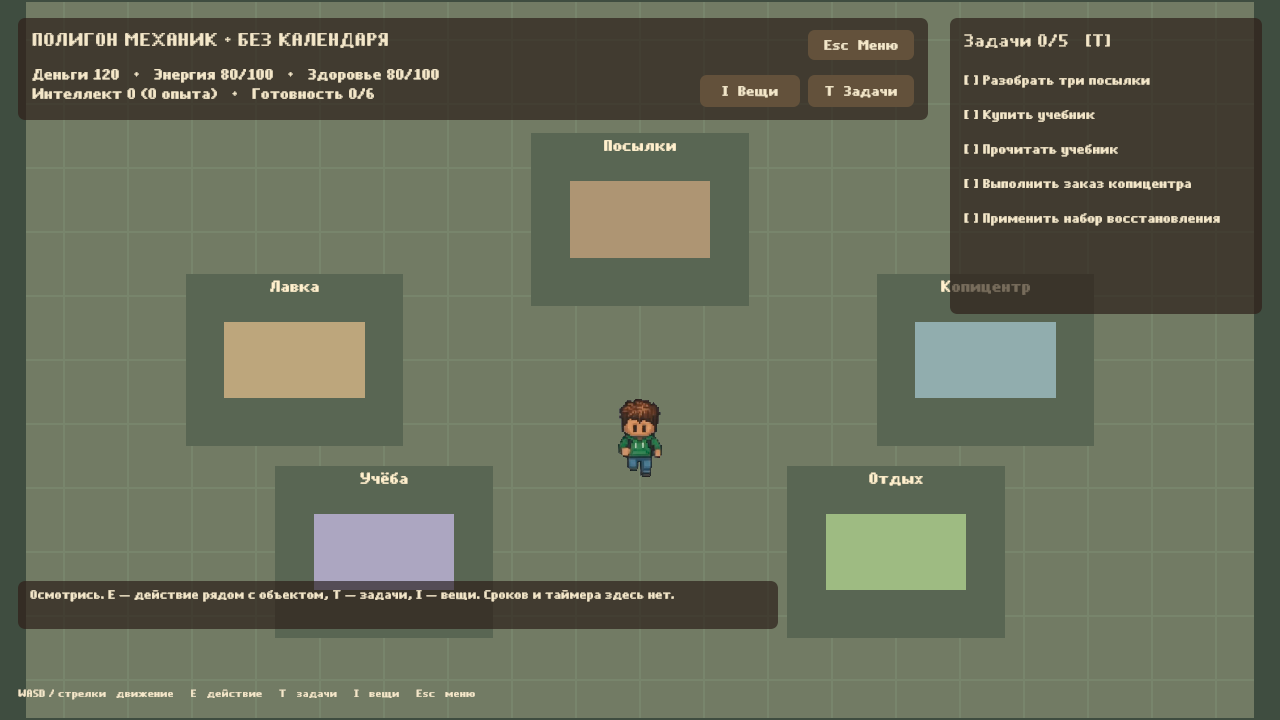 ПОЛИГОН МЕХАНИК • БЕЗ КАЛЕНДАРЯ
Деньги 120 • Энергия 80/100 • Здоровье 80/100
Интеллект 0 (0 опыта) • Готовность 0/6
Esc Меню
I Вещи
T Задачи
Задачи 0/5 [T]
[ ] Разобрать три посылки
[ ] Купить учебник
[ ] Прочитать учебник
[ ] Выполнить заказ копицентра
[ ] Применить набор восстановления
Посылки
Лавка
Копицентр
Учёба
Отдых
Осмотрись. E — действие рядом с объектом, T — задачи, I — вещи. Сроков и таймера здесь нет.
WASD / стрелки движение E действие T задачи I вещи Esc меню